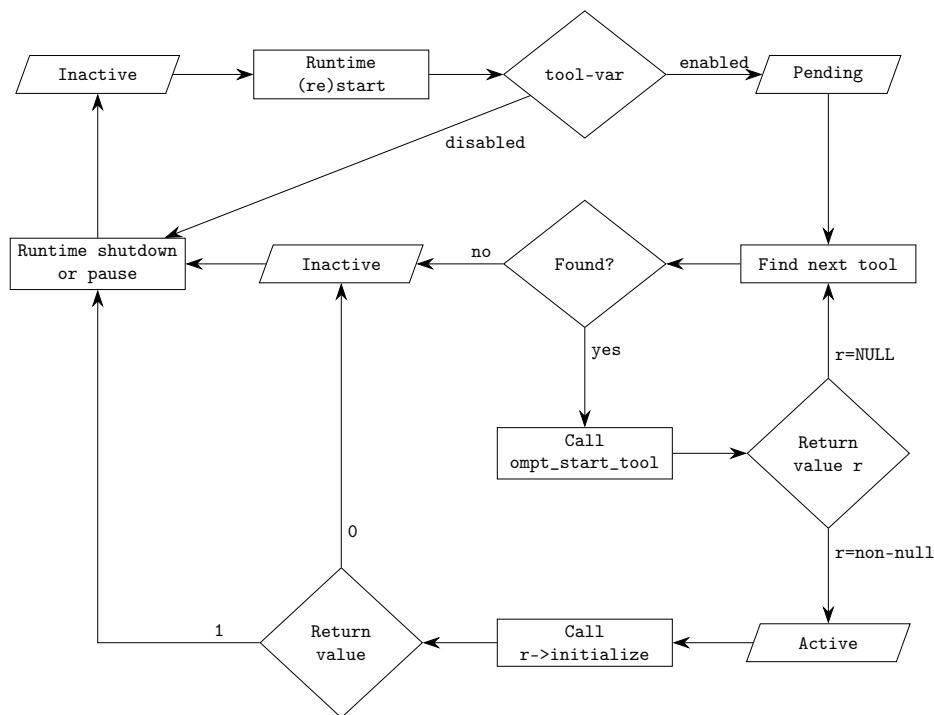 Inactive
Runtime
(re)start
tool-var
enabled
Pending
disabled
Runtime shutdown
or pause
Inactive
no
Found?
Find next tool
yes
r=NULL
Call
ompt_start_tool
Return
value r
0
r=non-null
1
Return
value
Call
r->initialize
Active